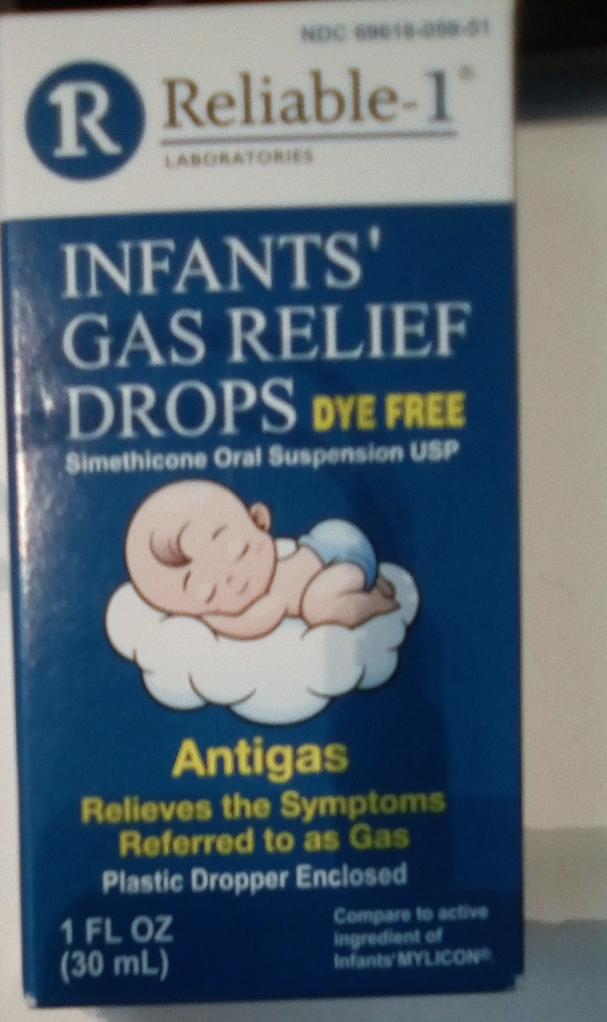 NDC 69618-059-51
R Reliable-1®
LABORATORIES
INFANTS'
GAS RELIEF
DROPS DYE FREE
Simethicone Oral Suspension USP
Antigas
Relieves the Symptoms
Referred to as Gas
Plastic Dropper Enclosed
1 FL OZ
(30 mL)
Compare to active
ingredient of
Infants' MYLICON®.